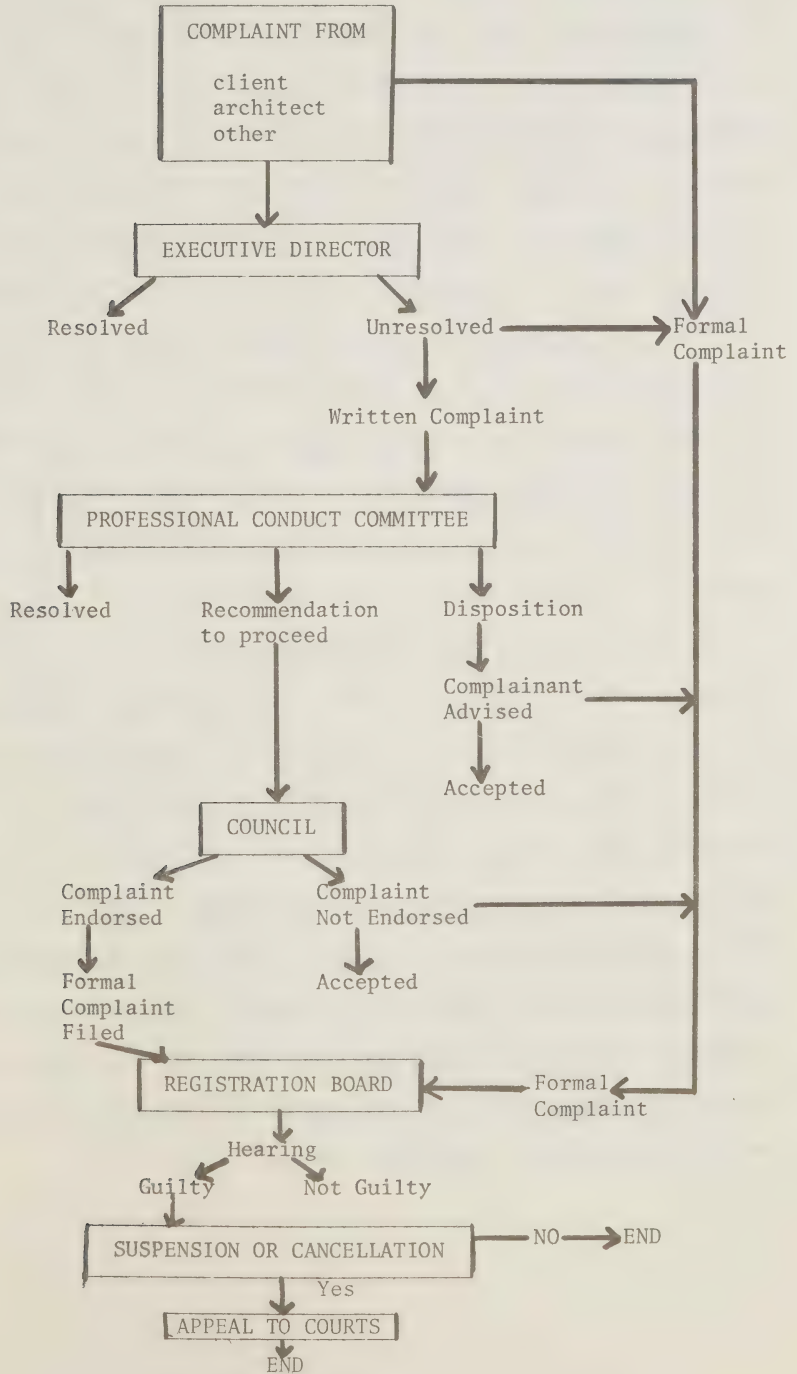 COMPLAINT FROM
client
architect
other
EXECUTIVE DIRECTOR
Resolved
Unresolved
Formal
Complaint
Written Complaint
PROFESSIONAL CONDUCT COMMITTEE
Resolved
Recommendation
to proceed
Disposition
Complainant
Advised
Accepted
COUNCIL
Complaint
Endorsed
Complaint
Not Endorsed
Formal
Complaint
Filed
Accepted
REGISTRATION BOARD
Formal
Complaint
Hearing
Guilty
Not Guilty
SUSPENSION OR CANCELLATION
NO
END
Yes
APPEAL TO COURTS
END